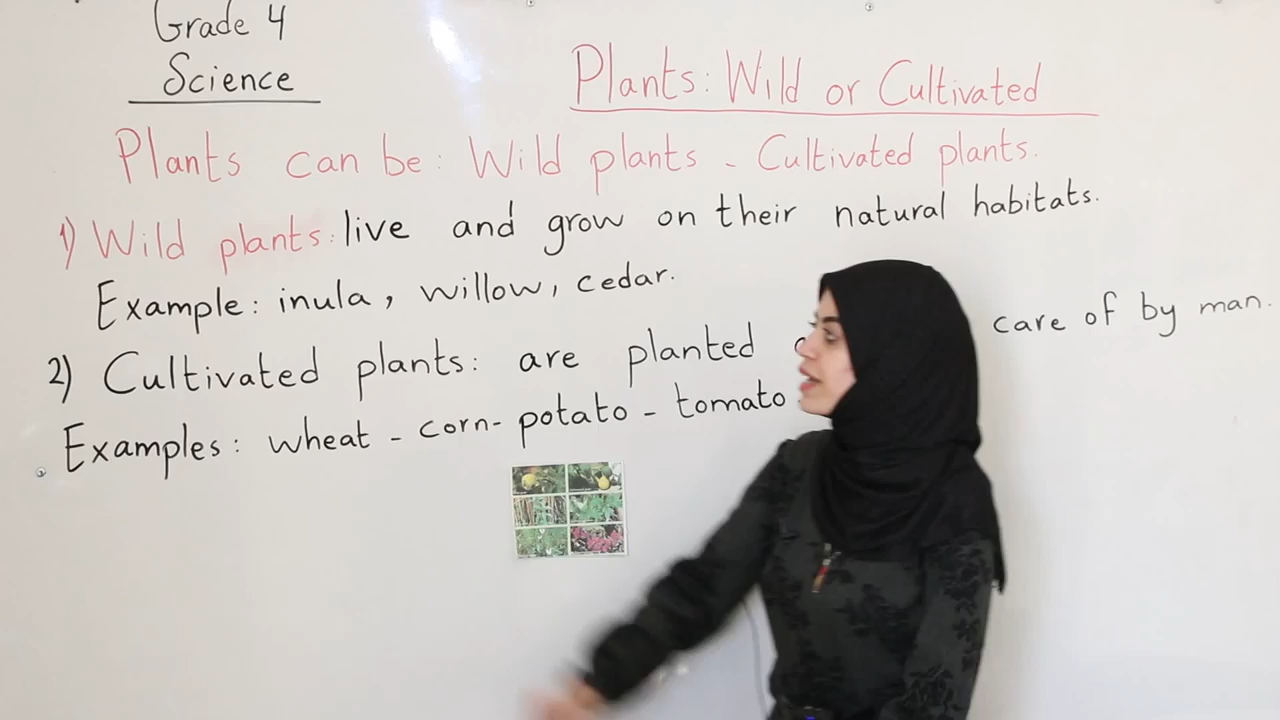 Grade 4
Science
Plants: Wild or Cultivated
Plants can be: Wild plants - Cultivated plants.
1) Wild plants: live and grow on their natural habitats.
Example: inula, willow, cedar.
2) Cultivated plants: are planted care of by man.
Examples: wheat - corn- potato - tomato